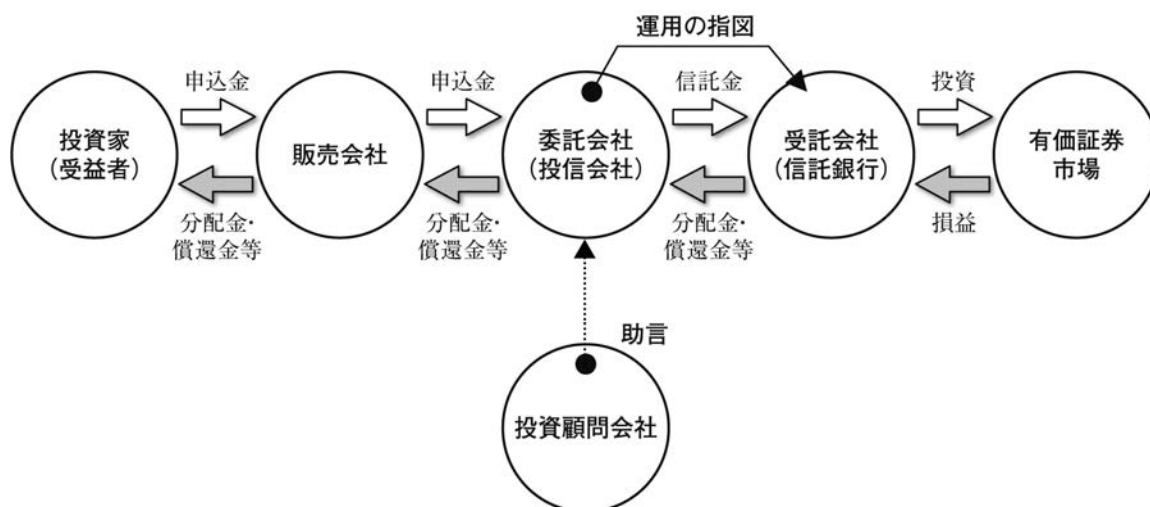 運用の指図
申込金
申込金
信託金
投資
投資家
(受益者)
販売会社
委託会社
(投信会社)
受託会社
(信託銀行)
有価証券
市場
分配金・
償還金等
分配金・
償還金等
分配金・
償還金等
損益
助言
投資顧問会社